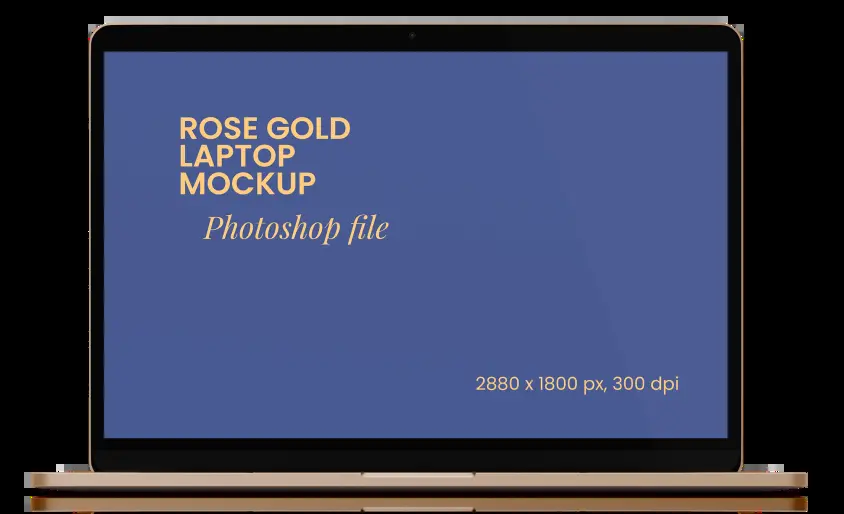 ROSE GOLD
LAPTOP
MOCKUP
Photoshop file
2880 x 1800 px, 300 dpi